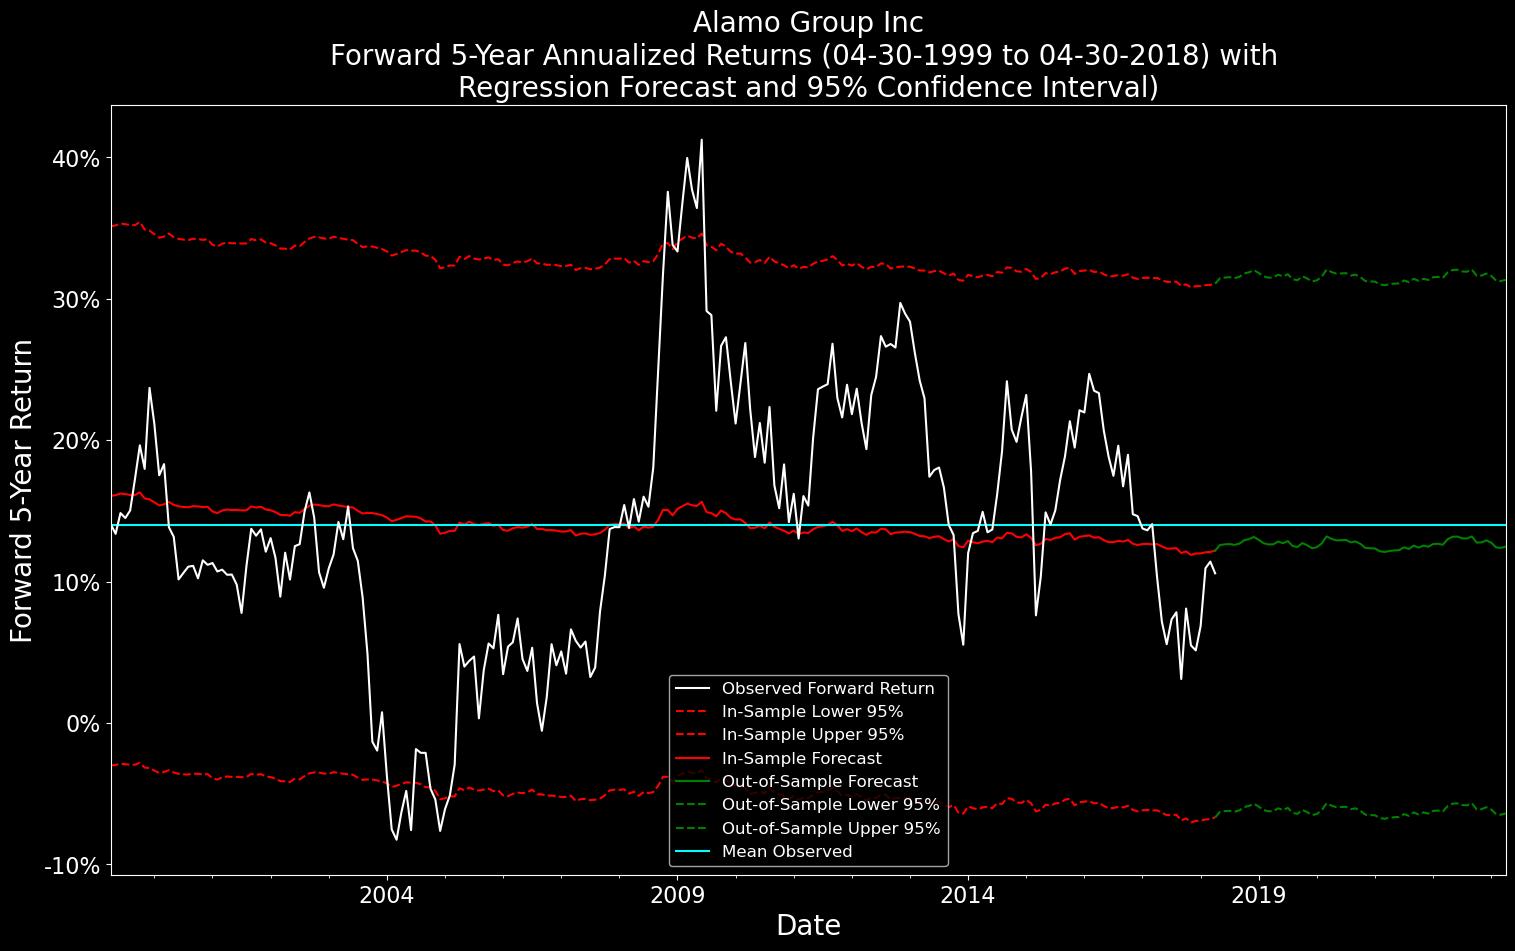 Alamo Group Inc
Forward 5-Year Annualized Returns (04-30-1999 to 04-30-2018) with
Regression Forecast and 95% Confidence Interval)
Forward 5-Year Return
40%
30%
20%
10%
0%
-10%
Observed Forward Return
In-Sample Lower 95%
In-Sample Upper 95%
In-Sample Forecast
Out-of-Sample Forecast
Out-of-Sample Lower 95%
Out-of-Sample Upper 95%
Mean Observed
2004
2009
2014
2019
Date